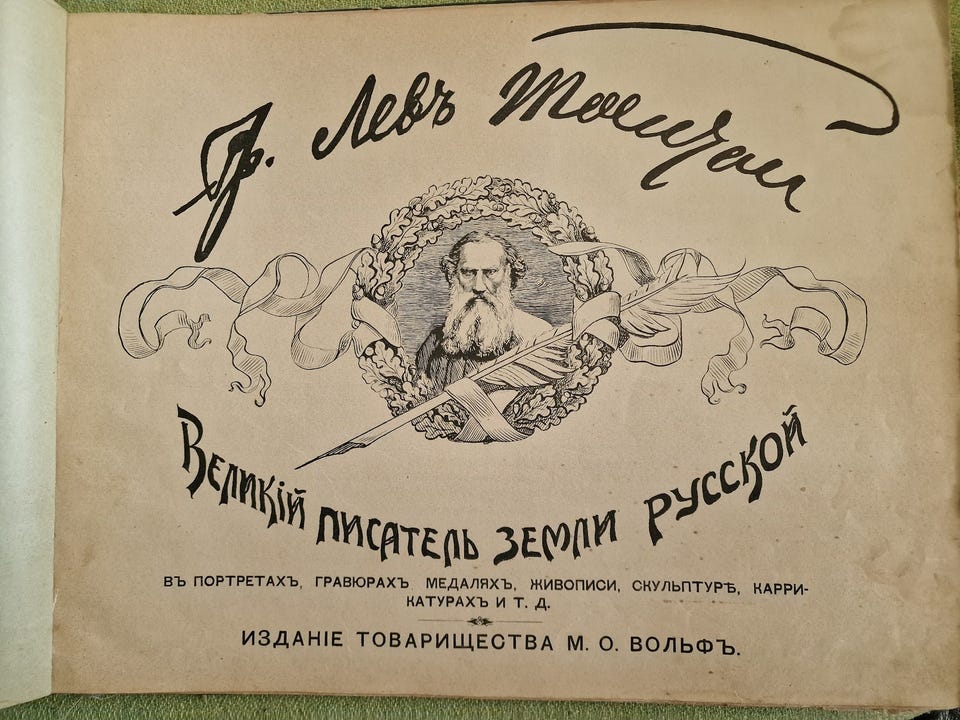 Гр. Левъ Толстой
Великій писатель земли русской
ВЪ ПОРТРЕТАХЪ, ГРАВЮРАХЪ МЕДАЛЯХЪ, ЖИВОПИСИ, СКУЛЬПТУРѢ, КАРРИ-
КАТУРАХЪ И Т. Д.
ИЗДАНІЕ ТОВАРИЩЕСТВА М. О. ВОЛЬФЪ.